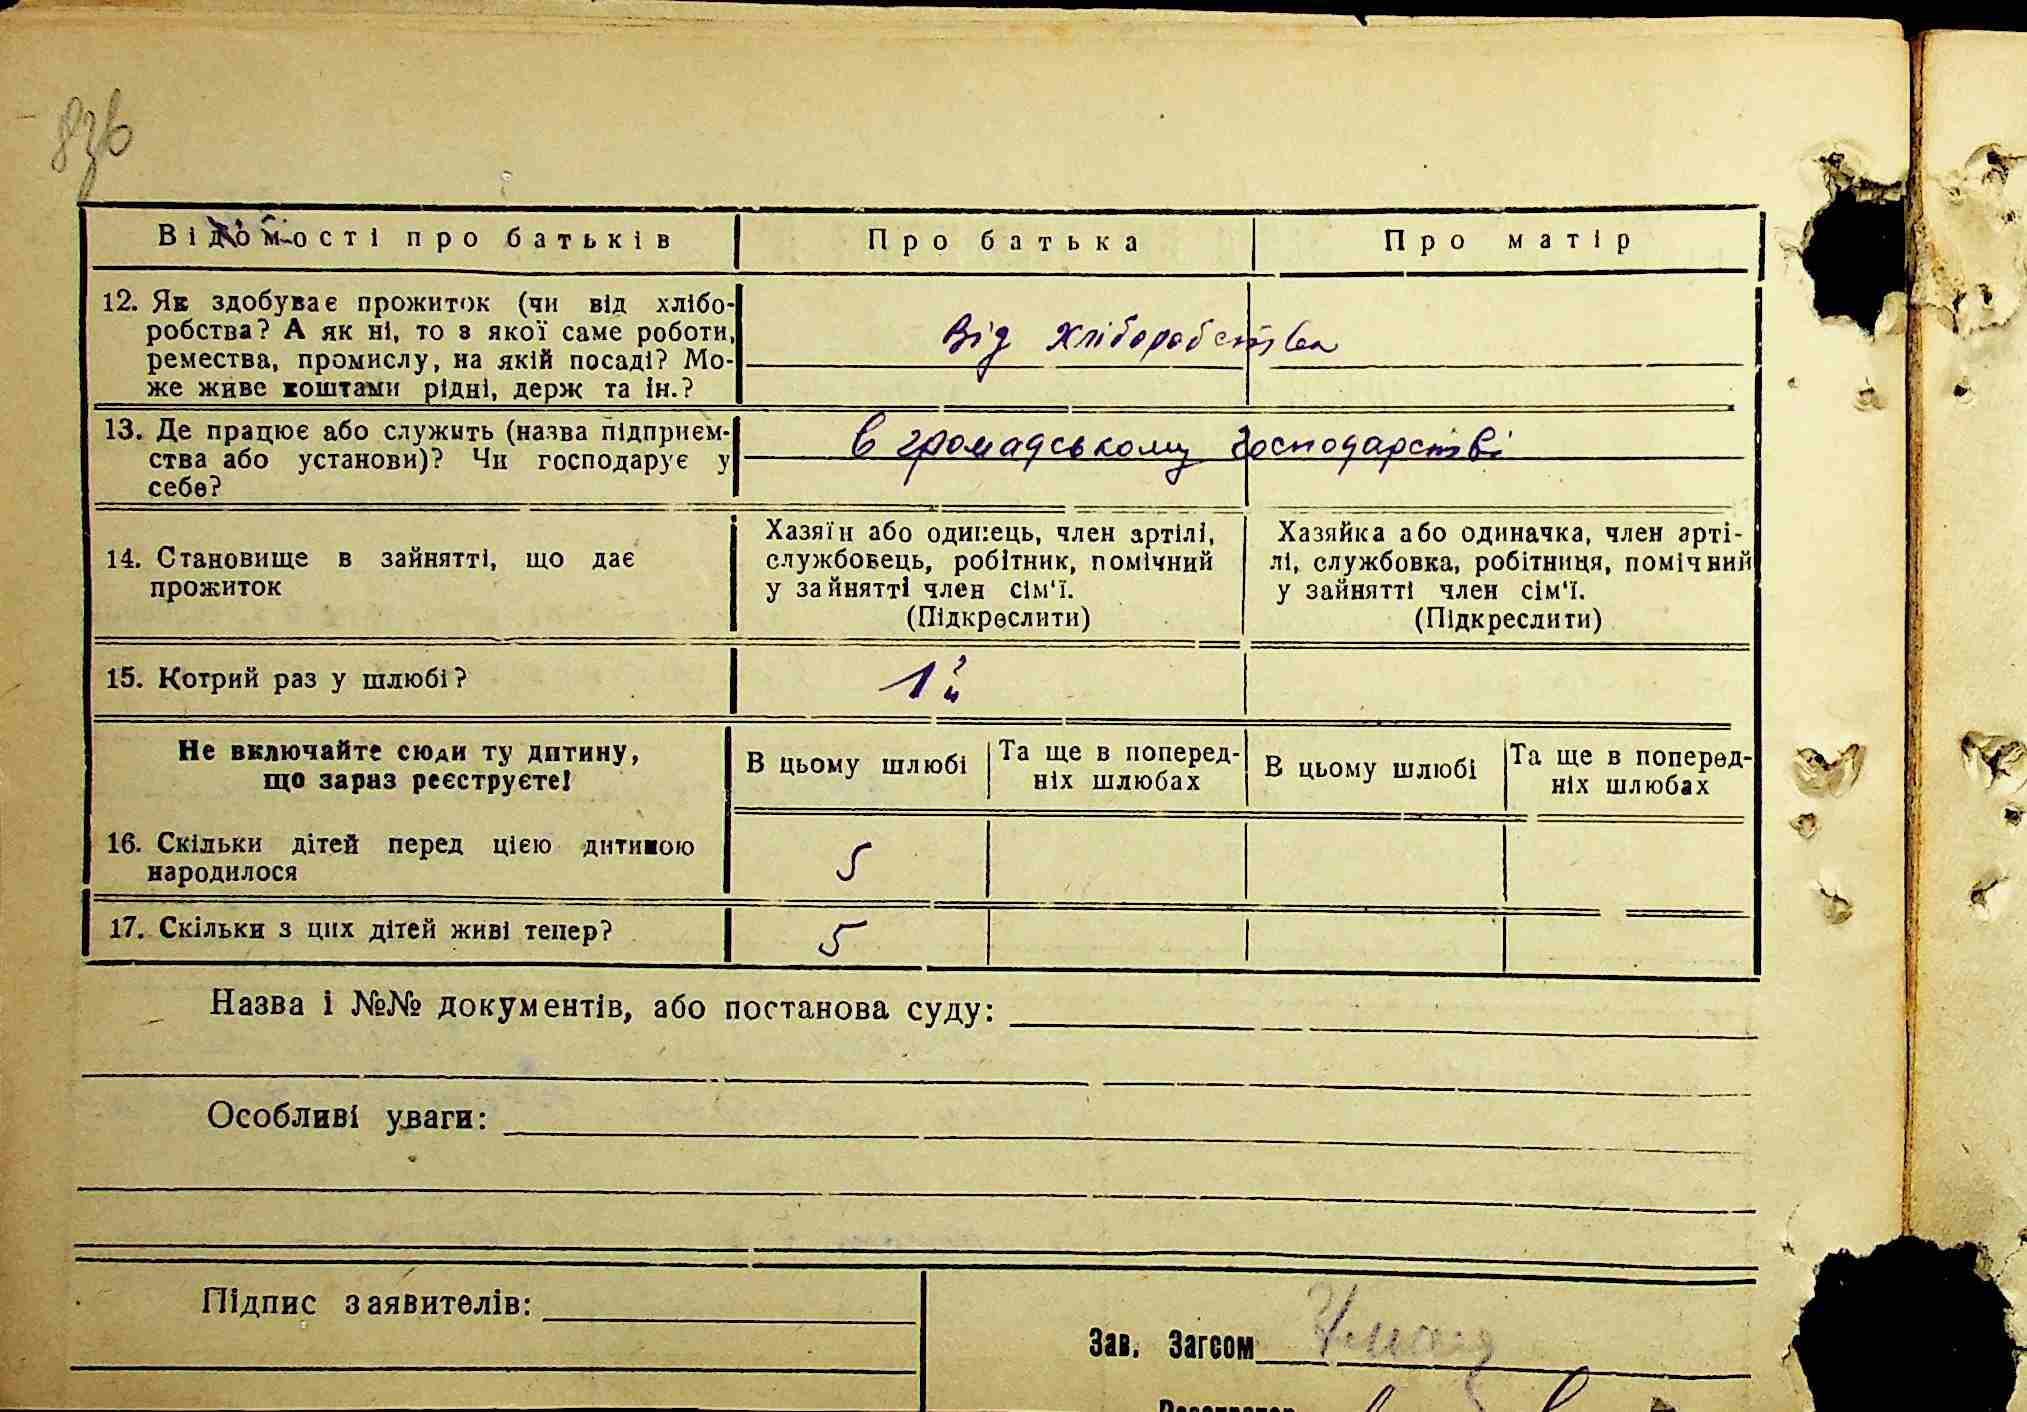 83б
Відомості про батьків Про батька Про матір
12. Як здобуває прожиток (чи від хлібо-
робства? А як ні, то з якої саме роботи,
ремества, промислу, на якій посаді? Мо-
же живе коштами рідні, держ та ін.?
Від хліборобства
13. Де працює або служить (назва підприєм-
ства або установи)? Чи господарує у
себе?
в громадському господарстві
14. Становище в зайнятті, що дає
прожиток
Хазяїн або одинець, член артілі,
службовець, робітник, помічний
у зайнятті член сім'ї.
(Підкреслити)
Хазяйка або одиначка, член арті-
лі, службовка, робітниця, помічний
у зайнятті член сім'ї.
(Підкреслити)
15. Котрий раз у шлюбі? 1й
Не включайте сюди ту дитину,
що зараз реєструєте!
В цьому шлюбі
Та ще в поперед-
ніх шлюбах
В цьому шлюбі
Та ще в поперед-
ніх шлюбах
16. Скільки дітей перед цією дитиною
народилося
5
17. Скільки з цих дітей живі тепер? 5
Назва і №№ документів, або постанова суду:
Особливі уваги:
Підпис заявителів:
Зав. Загсом